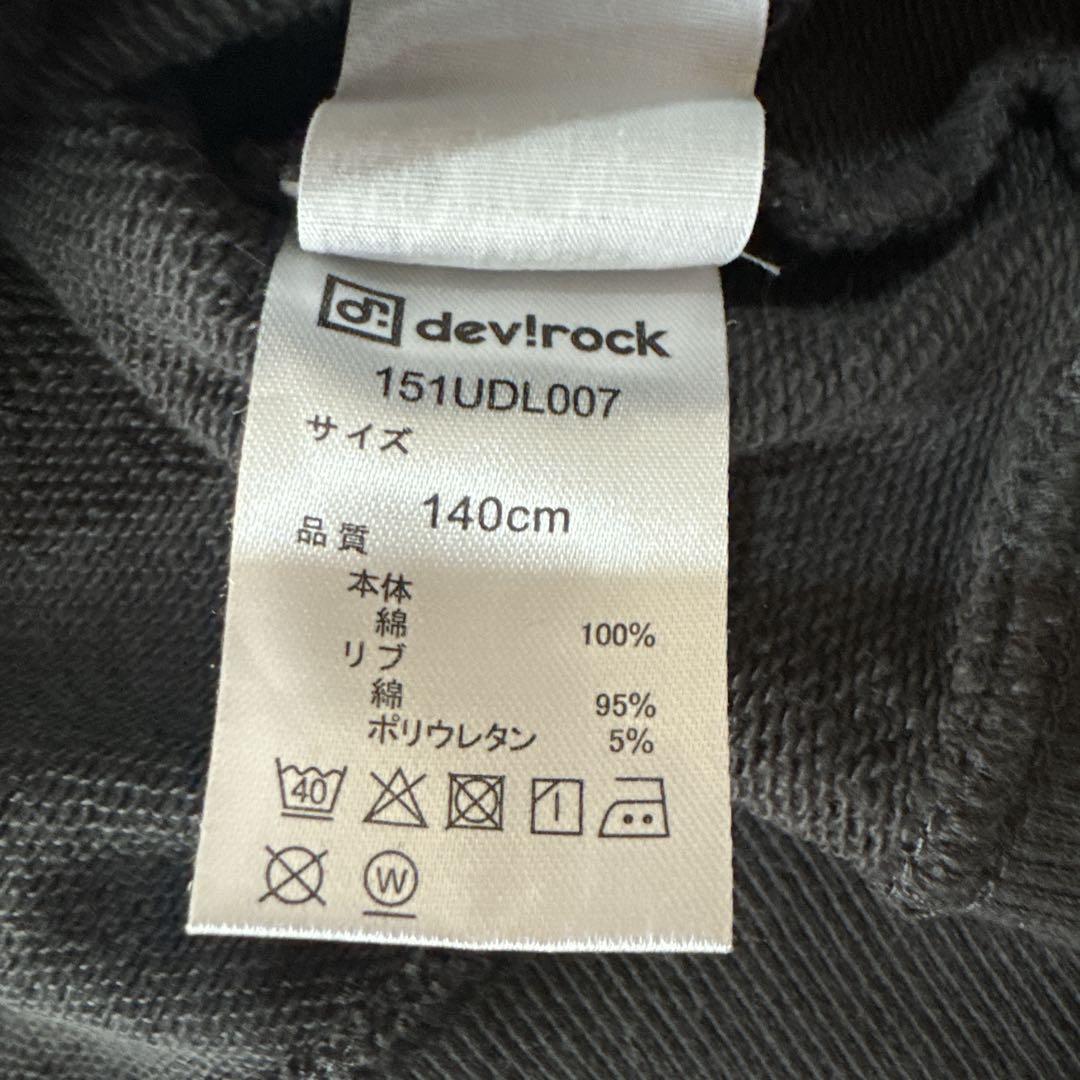 dev!rock
151UDL007
サイズ
140cm
品質
本体
綿 100%
リブ
綿 95%
ポリウレタン 5%
40
W